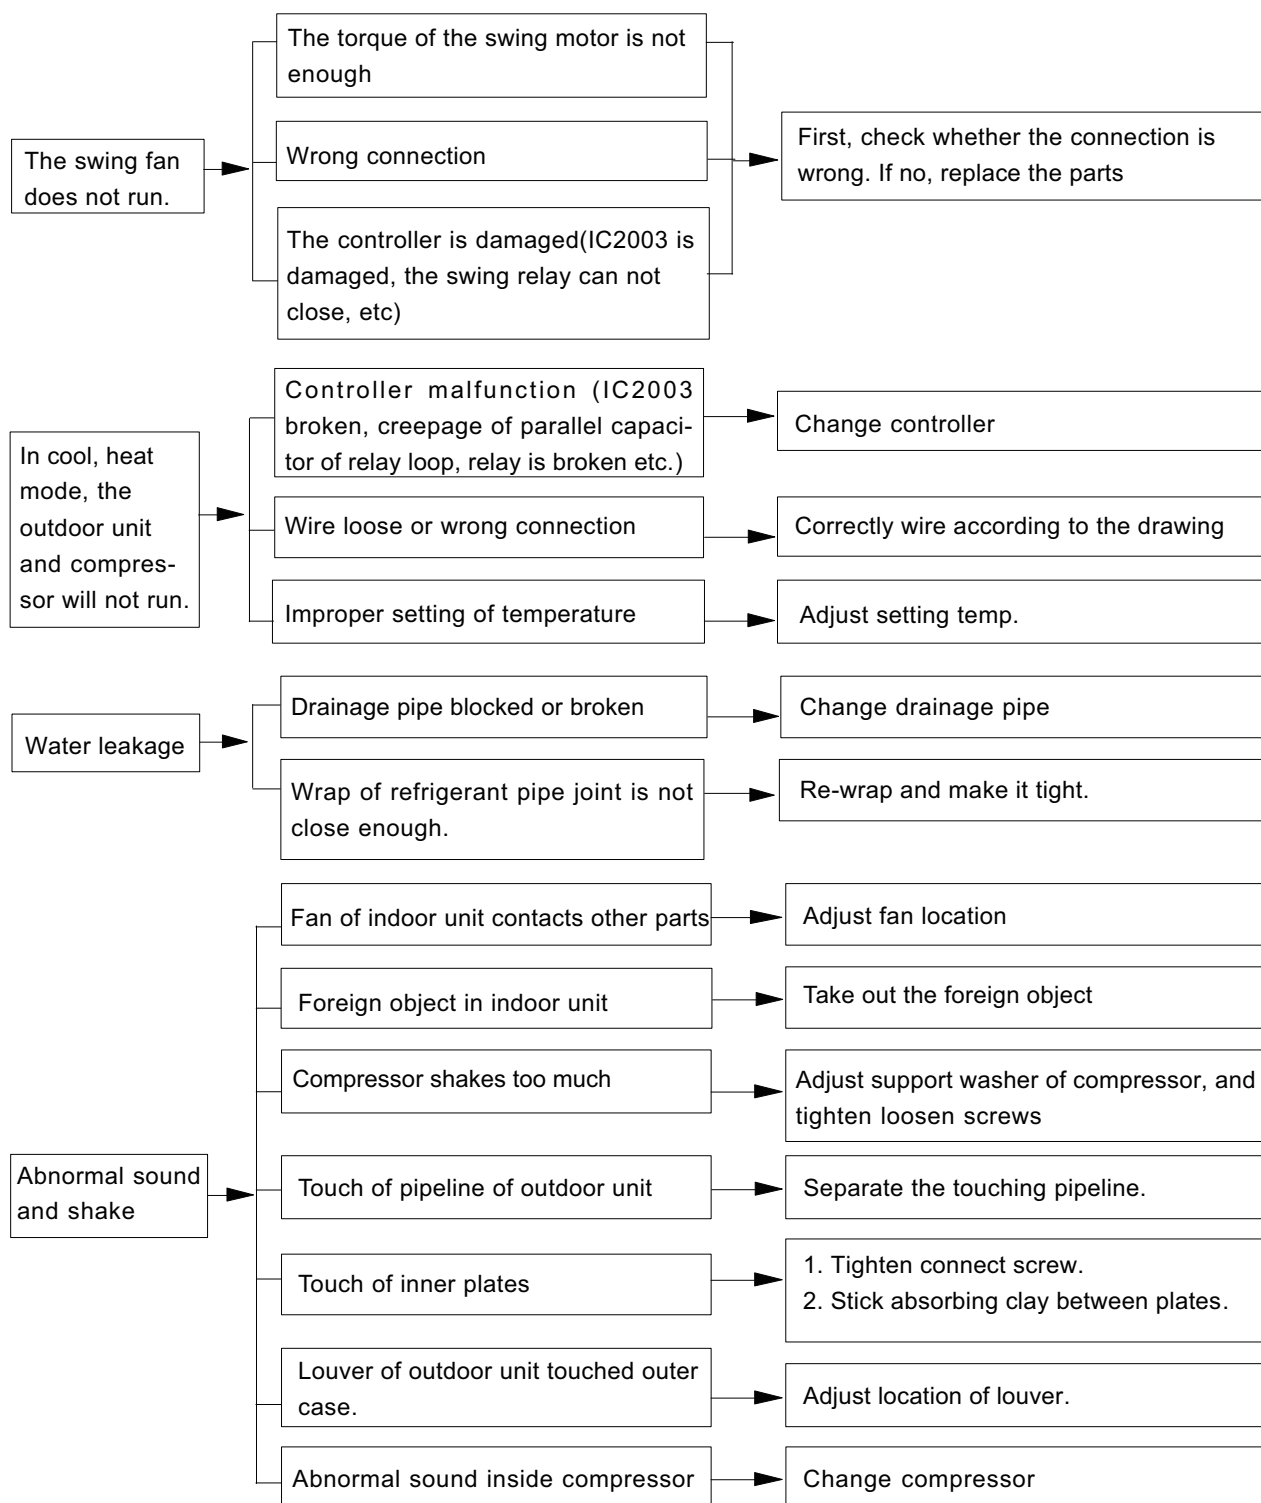 The swing fan
does not run.
The torque of the swing motor is not
enough
Wrong connection
The controller is damaged(IC2003 is
damaged, the swing relay can not
close, etc)
First, check whether the connection is
wrong. If no, replace the parts
In cool, heat
mode, the
outdoor unit
and compres-
sor will not run.
Controller malfunction (IC2003
broken, creepage of parallel capaci-
tor of relay loop, relay is broken etc.)
Change controller
Wire loose or wrong connection
Correctly wire according to the drawing
Improper setting of temperature
Adjust setting temp.
Water leakage
Drainage pipe blocked or broken
Change drainage pipe
Wrap of refrigerant pipe joint is not
close enough.
Re-wrap and make it tight.
Abnormal sound
and shake
Fan of indoor unit contacts other parts
Adjust fan location
Foreign object in indoor unit
Take out the foreign object
Compressor shakes too much
Adjust support washer of compressor, and
tighten loosen screws
Touch of pipeline of outdoor unit
Separate the touching pipeline.
Touch of inner plates
1. Tighten connect screw.
2. Stick absorbing clay between plates.
Louver of outdoor unit touched outer
case.
Adjust location of louver.
Abnormal sound inside compressor
Change compressor